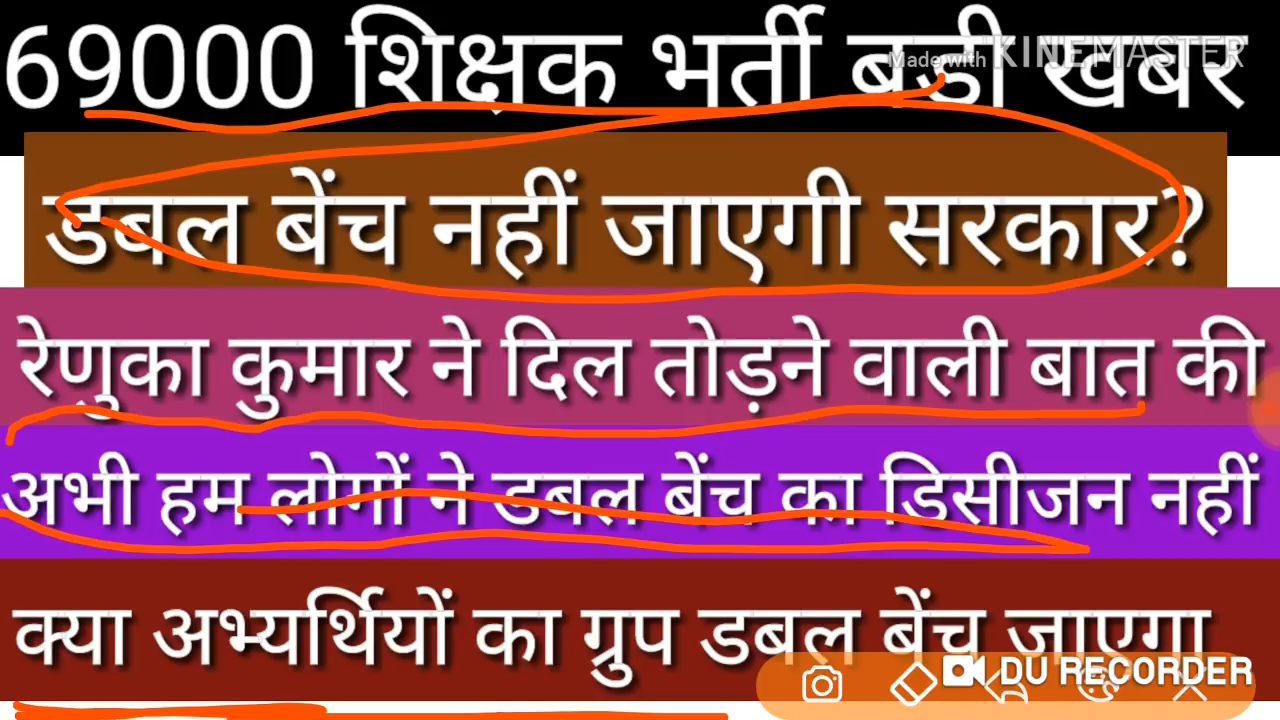 69000 शिक्षक भर्ती बड़ी खबर
Made with KINEMASTER
डबल बेंच नहीं जाएगी सरकार?
रेणुका कुमार ने दिल तोड़ने वाली बात की
अभी हम लोगों ने डबल बेंच का डिसीजन नहीं
क्या अभ्यर्थियों का ग्रुप डबल बेंच जाएगा
DU RECORDER